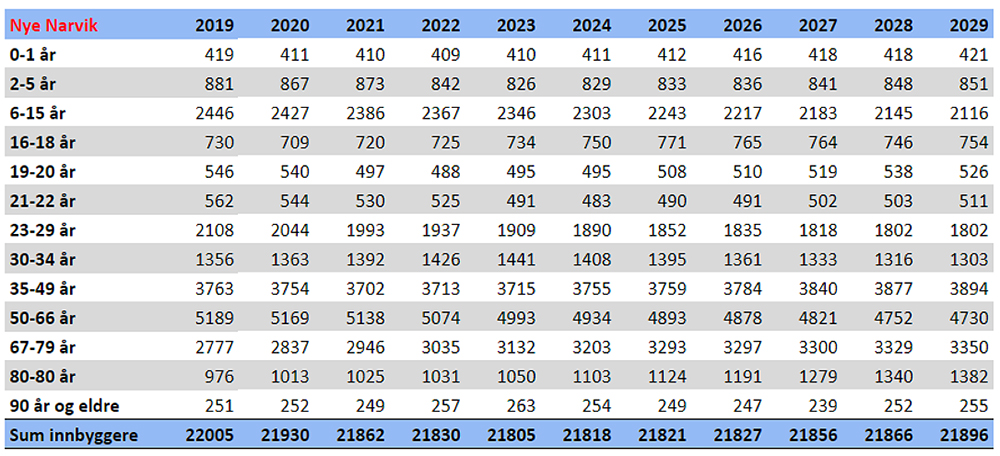 Nye Narvik 2019 2020 2021 2022 2023 2024 2025 2026 2027 2028 2029
0-1 år 419 411 410 409 410 411 412 416 418 418 421
2-5 år 881 867 873 842 826 829 833 836 841 848 851
6-15 år 2446 2427 2386 2367 2346 2303 2243 2217 2183 2145 2116
16-18 år 730 709 720 725 734 750 771 765 764 746 754
19-20 år 546 540 497 488 495 495 508 510 519 538 526
21-22 år 562 544 530 525 491 483 490 491 502 503 511
23-29 år 2108 2044 1993 1937 1909 1890 1852 1835 1818 1802 1802
30-34 år 1356 1363 1392 1426 1441 1408 1395 1361 1333 1316 1303
35-49 år 3763 3754 3702 3713 3715 3755 3759 3784 3840 3877 3894
50-66 år 5189 5169 5138 5074 4993 4934 4893 4878 4821 4752 4730
67-79 år 2777 2837 2946 3035 3132 3203 3293 3297 3300 3329 3350
80-80 år 976 1013 1025 1031 1050 1103 1124 1191 1279 1340 1382
90 år og eldre 251 252 249 257 263 254 249 247 239 252 255
Sum innbyggere 22005 21930 21862 21830 21805 21818 21821 21827 21856 21866 21896